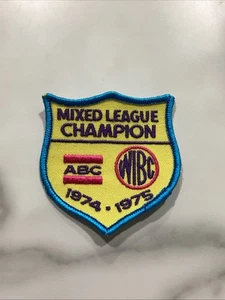 MIXED LEAGUE
CHAMPION
ABC
WIBC
1974 • 1975